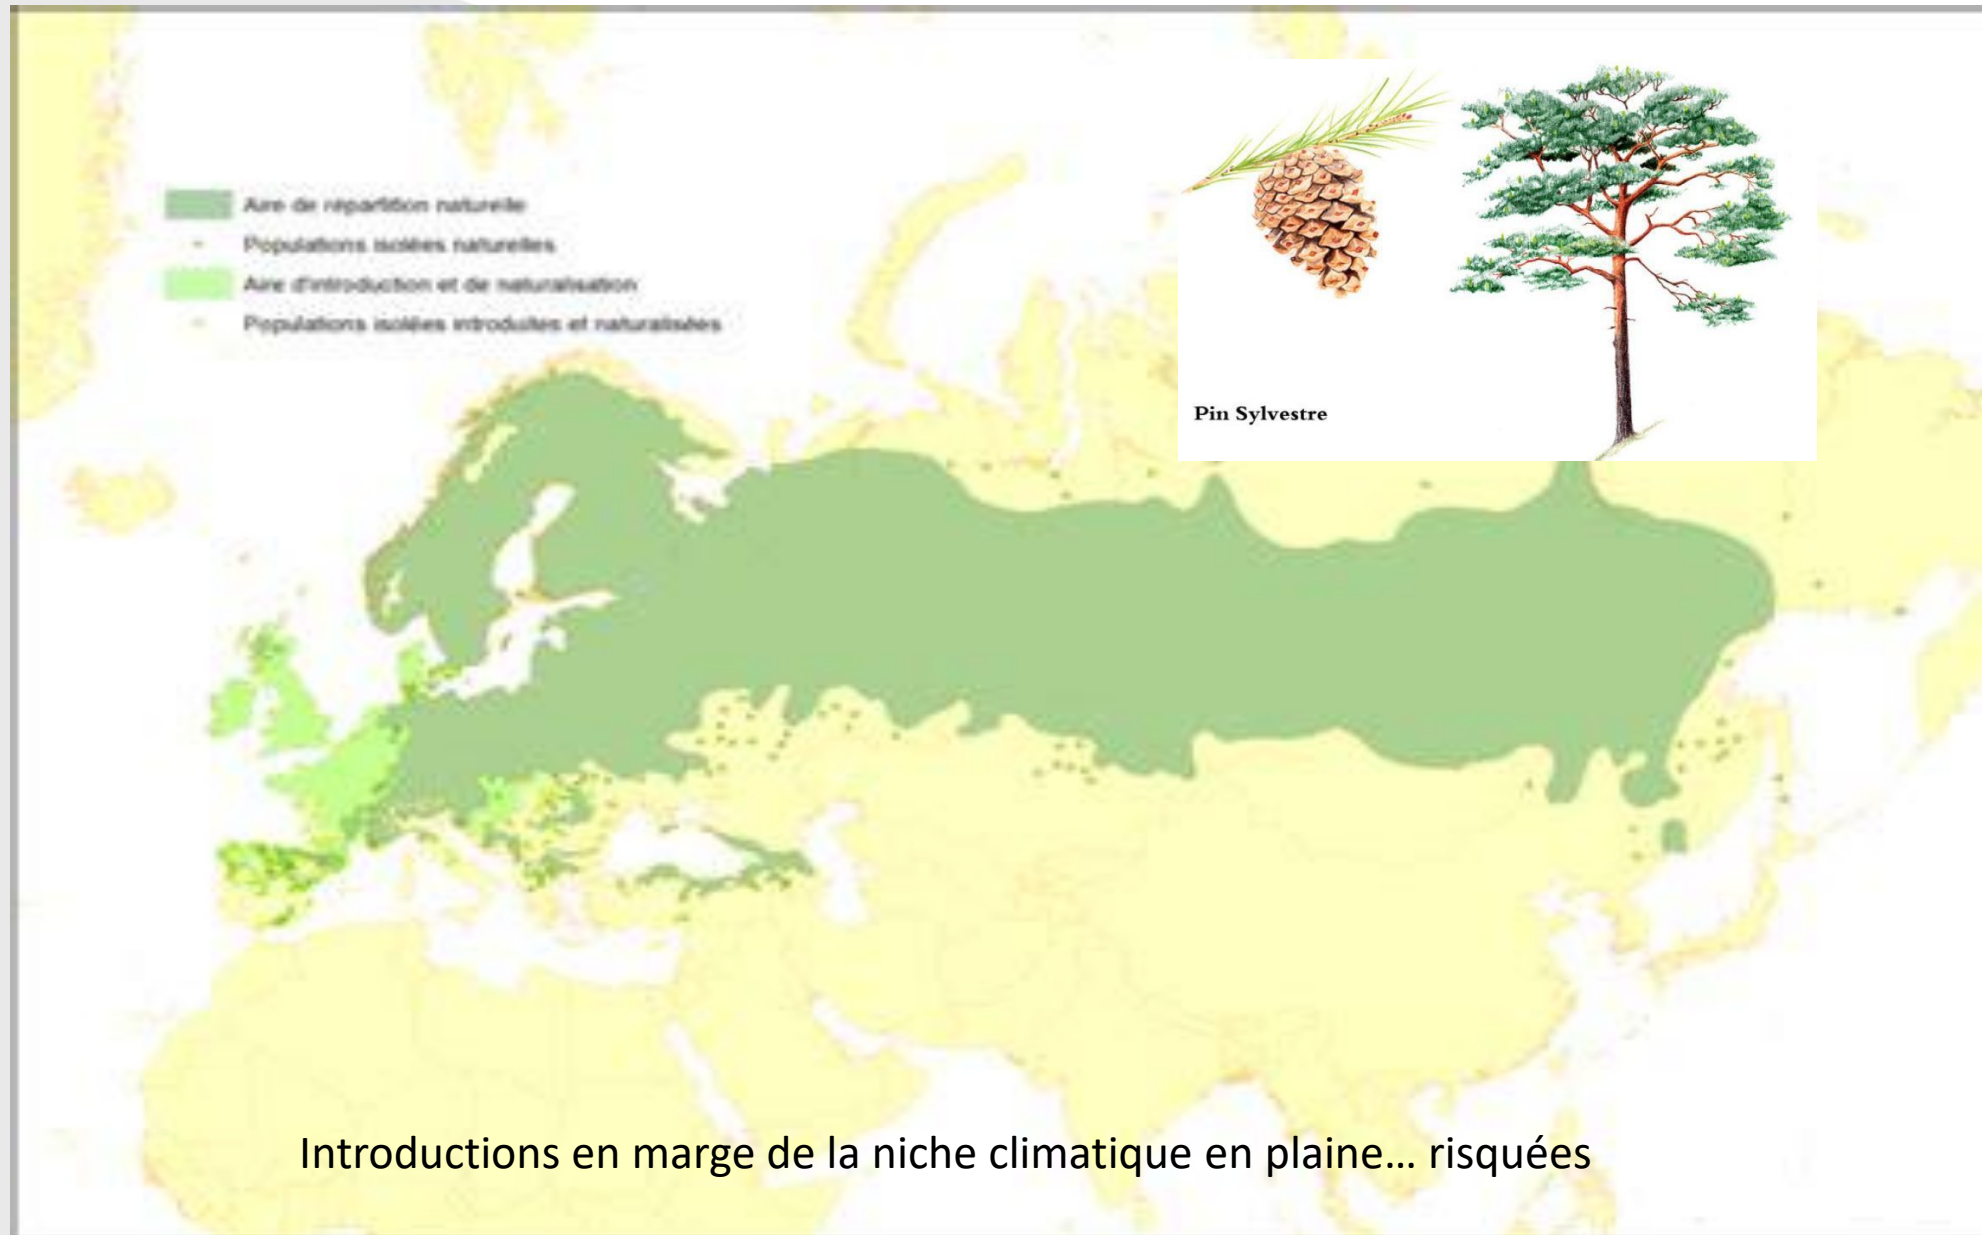 Aire de répartition naturelle
Populations isolées naturelles
Aire d'introduction et de naturalisation
Populations isolées introduites et naturalisées
Pin Sylvestre
Introductions en marge de la niche climatique en plaine... risquées